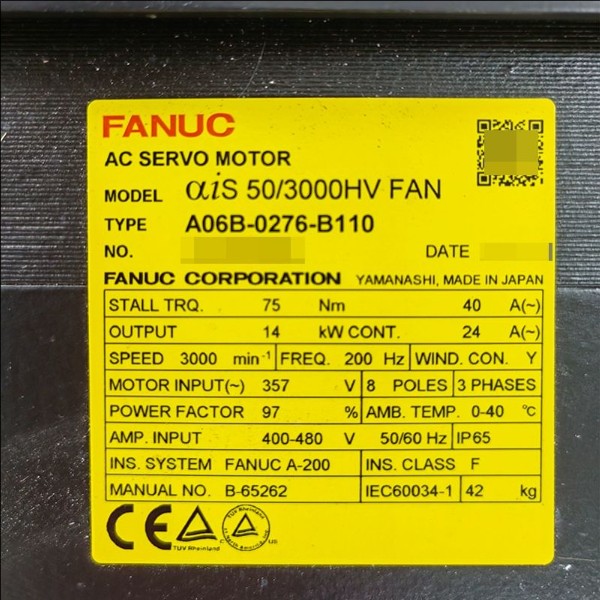 FANUC
AC SERVO MOTOR
MODEL αiS 50/3000HV FAN
TYPE A06B-0276-B110
NO. DATE
FANUC CORPORATION YAMANASHI, MADE IN JAPAN
STALL TRQ. 75 Nm 40 A(~)
OUTPUT 14 kW CONT. 24 A(~)
SPEED 3000 min⁻¹ FREQ. 200 Hz WIND. CON. Y
MOTOR INPUT(~) 357 V 8 POLES 3 PHASES
POWER FACTOR 97 % AMB. TEMP. 0-40 ℃
AMP. INPUT 400-480 V 50/60 Hz IP65
INS. SYSTEM FANUC A-200 INS. CLASS F
MANUAL NO. B-65262 IEC60034-1 42 kg
CE
TUV Rheinland C US